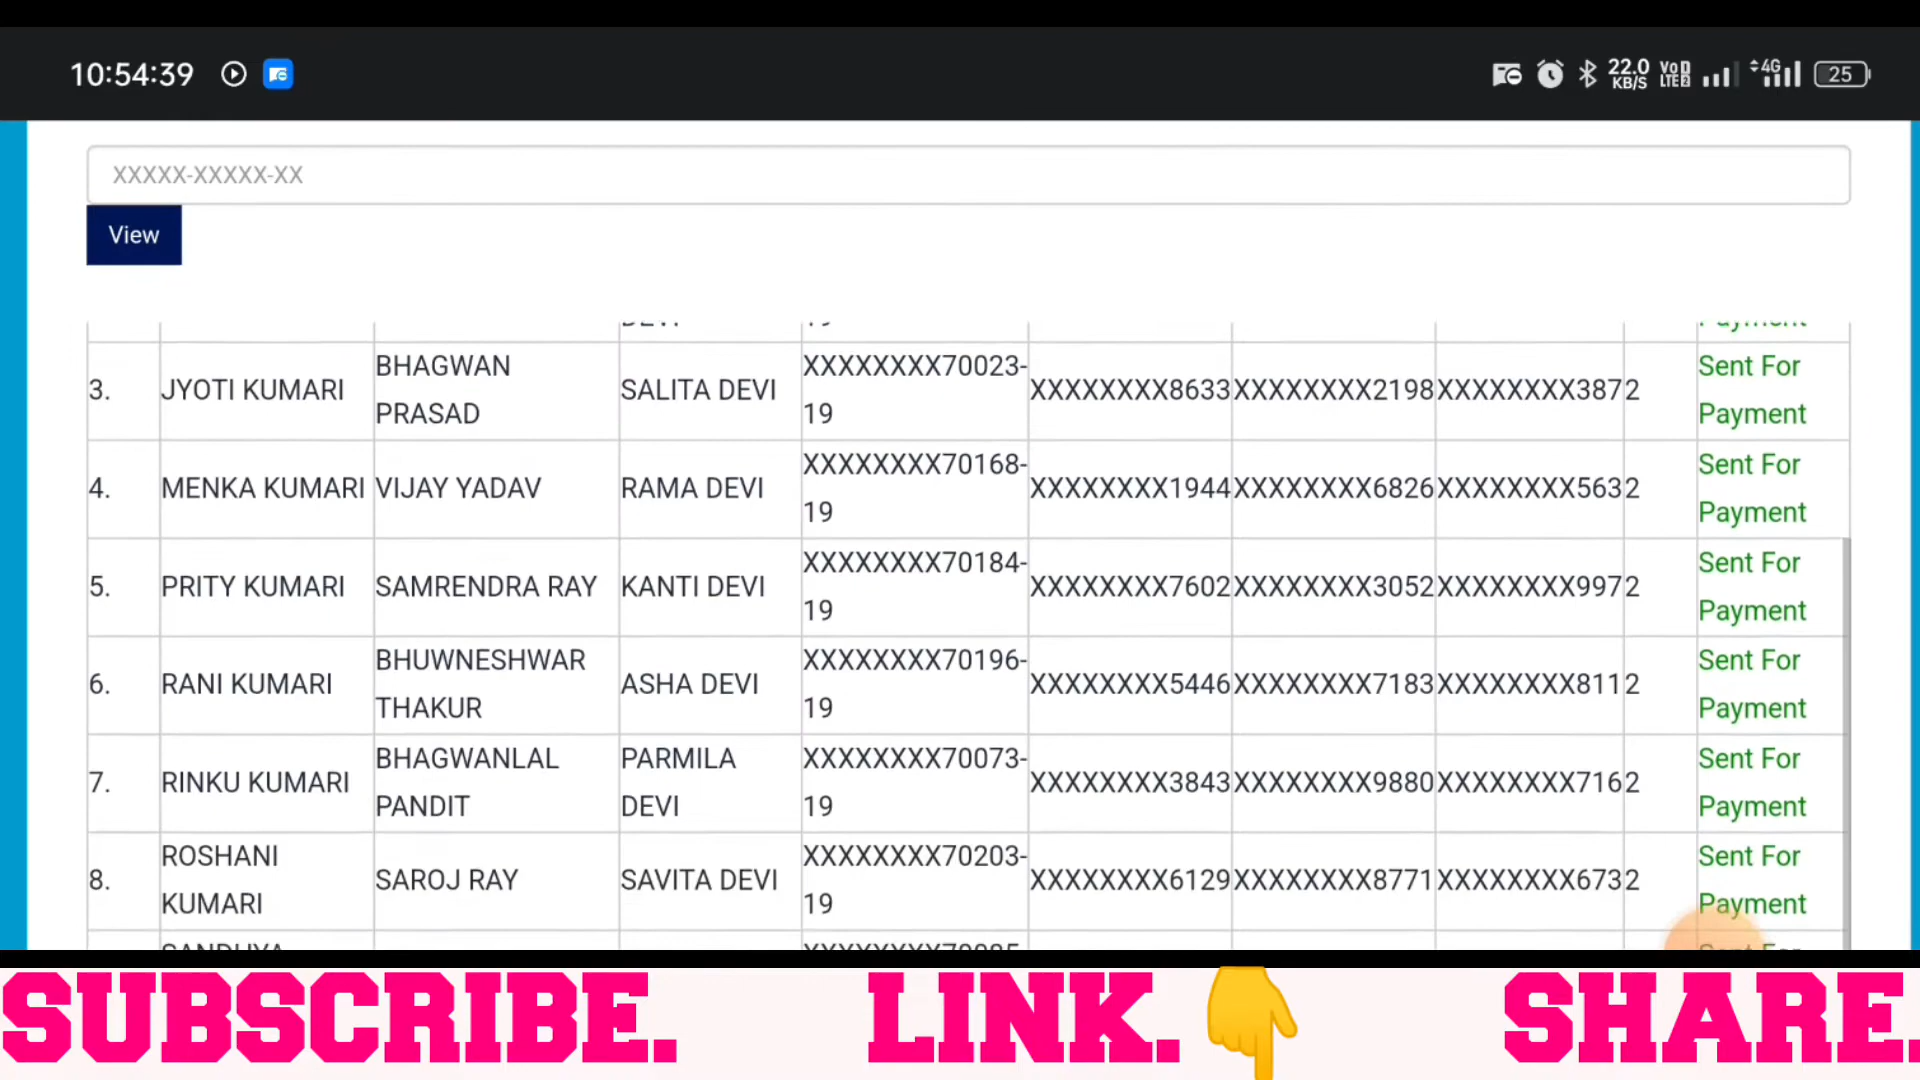 10:54:39 22.0 KB/S VoD LTE2 4G 25
XXXXX-XXXXX-XX
View
3. JYOTI KUMARI BHAGWAN PRASAD SALITA DEVI XXXXXXXX70023-19 XXXXXXXX8633 XXXXXXXX2198 XXXXXXXX387 2 Sent For Payment
4. MENKA KUMARI VIJAY YADAV RAMA DEVI XXXXXXXX70168-19 XXXXXXXX1944 XXXXXXXX6826 XXXXXXXX563 2 Sent For Payment
5. PRITY KUMARI SAMRENDRA RAY KANTI DEVI XXXXXXXX70184-19 XXXXXXXX7602 XXXXXXXX3052 XXXXXXXX997 2 Sent For Payment
6. RANI KUMARI BHUWNESHWAR THAKUR ASHA DEVI XXXXXXXX70196-19 XXXXXXXX5446 XXXXXXXX7183 XXXXXXXX811 2 Sent For Payment
7. RINKU KUMARI BHAGWANLAL PANDIT PARMILA DEVI XXXXXXXX70073-19 XXXXXXXX3843 XXXXXXXX9880 XXXXXXXX716 2 Sent For Payment
8. ROSHANI KUMARI SAROJ RAY SAVITA DEVI XXXXXXXX70203-19 XXXXXXXX6129 XXXXXXXX8771 XXXXXXXX673 2 Sent For Payment
SUBSCRIBE. LINK. SHARE.